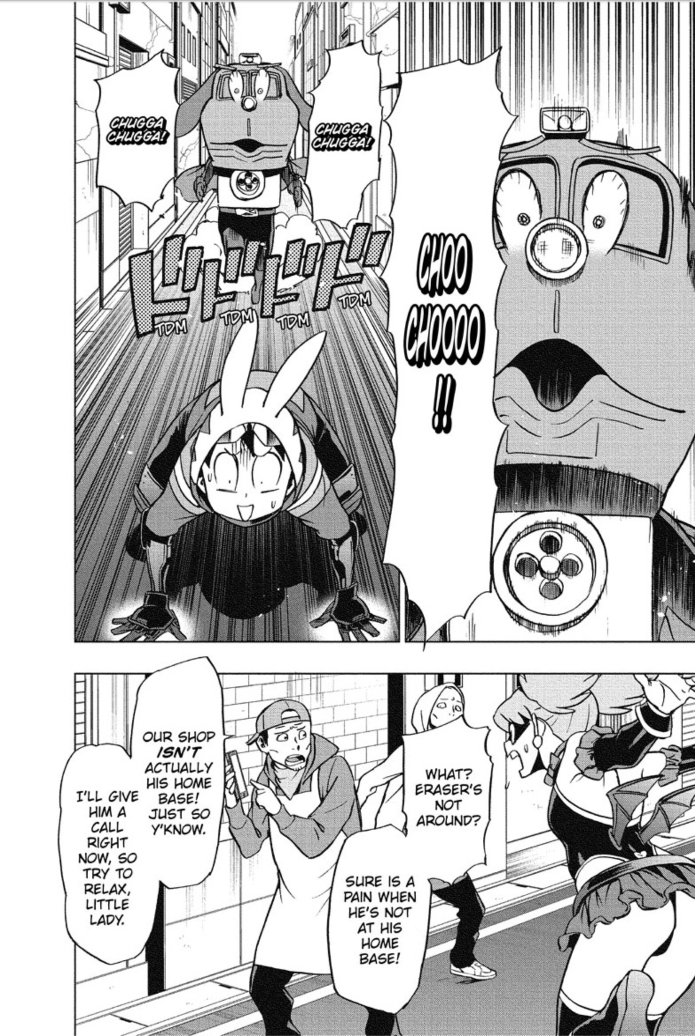 CHOO
CHOOOO
!!
CHUGGA
CHUGGA!
CHUGGA
CHUGGA!
ドドドド
TDM
TDM
TDM
TDM
WHAT?
ERASER'S
NOT
AROUND?
SURE IS A
PAIN WHEN
HE'S NOT
AT HIS
HOME
BASE!
OUR SHOP
ISN'T
ACTUALLY
HIS HOME
BASE!
JUST SO
Y'KNOW.
I'LL GIVE
HIM A
CALL
RIGHT
NOW, SO
TRY TO
RELAX,
LITTLE
LADY.